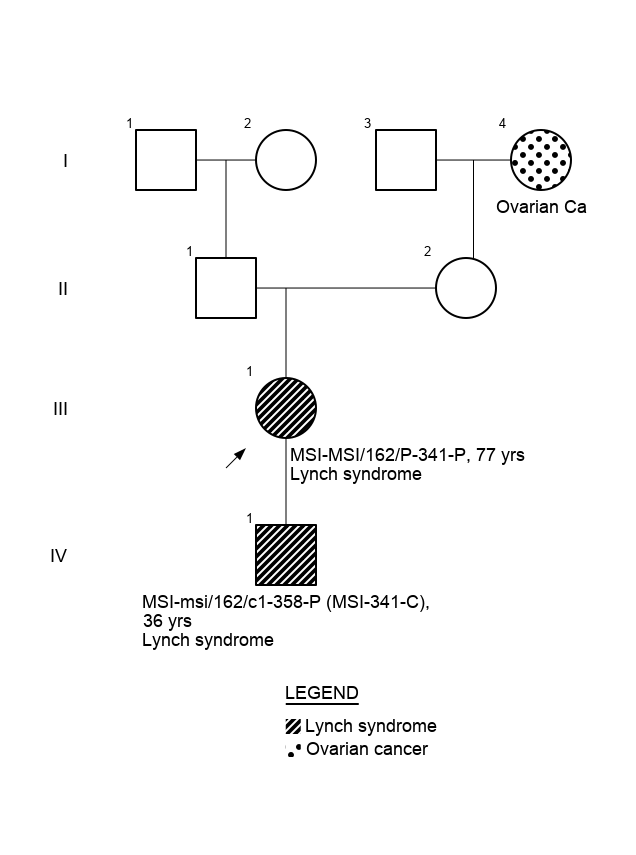 1 2 3 4
I
Ovarian Ca
1 2
II
1
III
MSI-MSI/162/P-341-P, 77 yrs
Lynch syndrome
1
IV
MSI-msi/162/c1-358-P (MSI-341-C),
36 yrs
Lynch syndrome
LEGEND
Lynch syndrome
Ovarian cancer